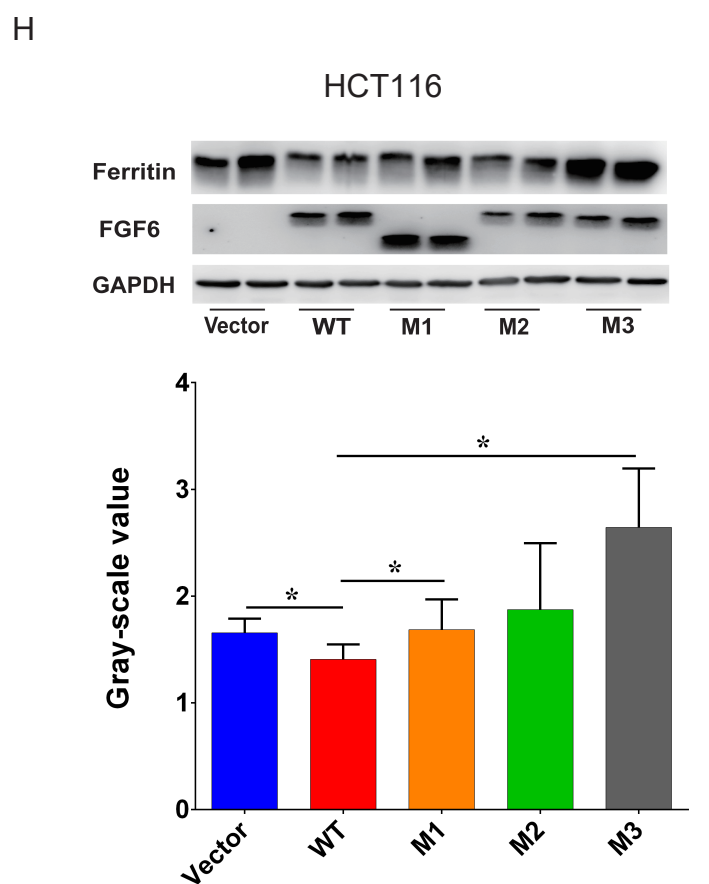 H
HCT116
Ferritin
FGF6
GAPDH
Vector WT M1 M2 M3
4
3
2
1
0
Gray-scale value
*
*
*
Vector WT M1 M2 M3